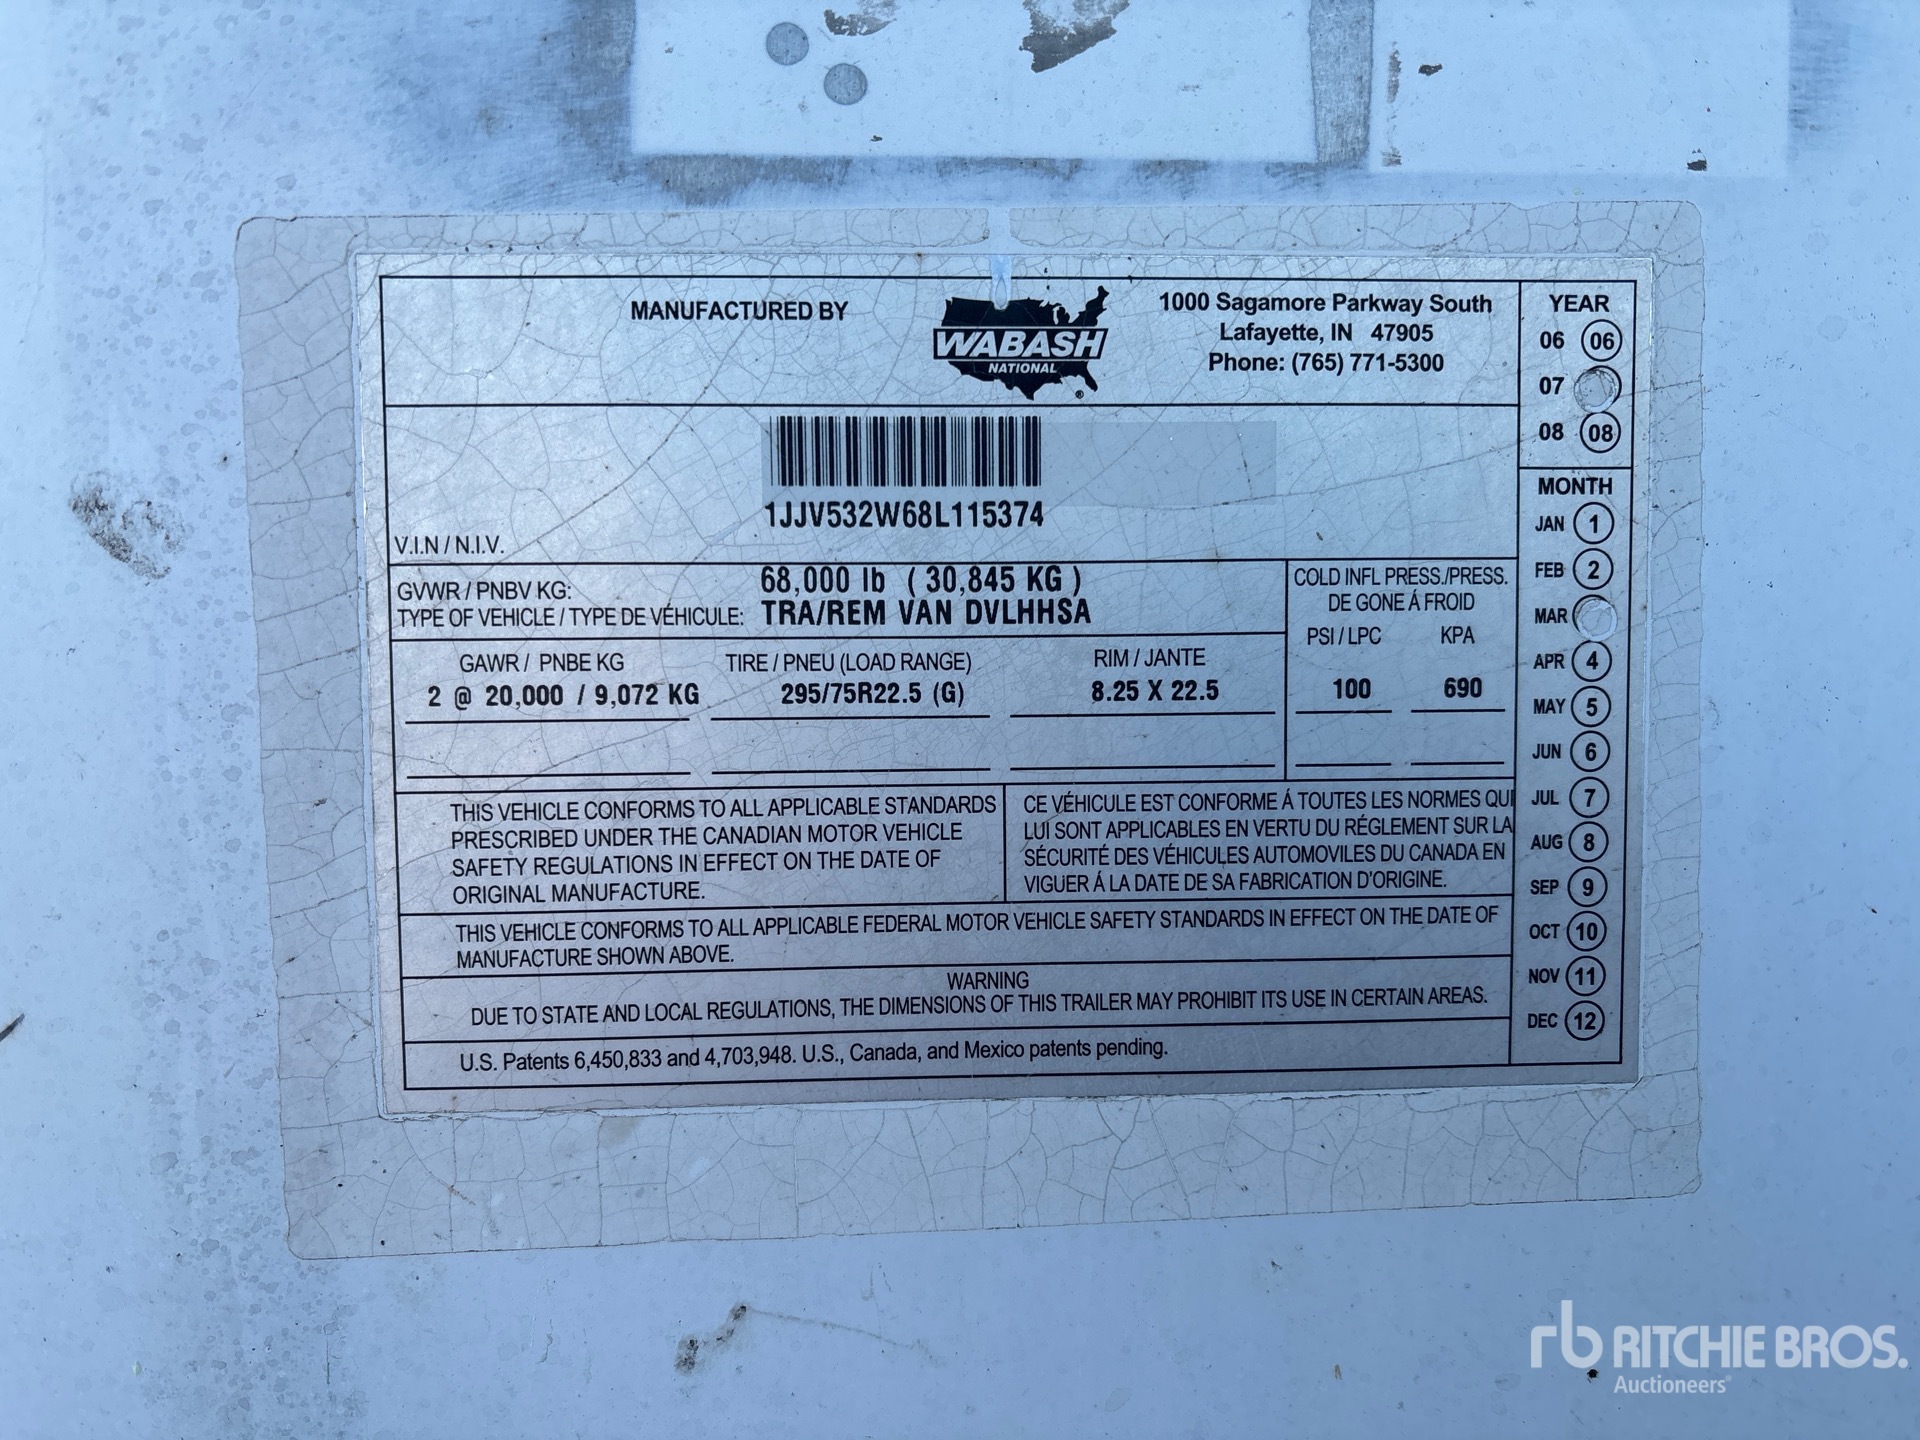 MANUFACTURED BY
WABASH
NATIONAL
®
1000 Sagamore Parkway South
Lafayette, IN 47905
Phone: (765) 771-5300
1JJV532W68L115374
V.I.N / N.I.V.
GVWR / PNBV KG: 68,000 lb ( 30,845 KG )
TYPE OF VEHICLE / TYPE DE VÉHICULE: TRA/REM VAN DVLHHSA
COLD INFL PRESS./PRESS.
DE GONE Á FROID
PSI / LPC KPA
GAWR / PNBE KG TIRE / PNEU (LOAD RANGE) RIM / JANTE
2 @ 20,000 / 9,072 KG 295/75R22.5 (G) 8.25 X 22.5 100 690
THIS VEHICLE CONFORMS TO ALL APPLICABLE STANDARDS
PRESCRIBED UNDER THE CANADIAN MOTOR VEHICLE
SAFETY REGULATIONS IN EFFECT ON THE DATE OF
ORIGINAL MANUFACTURE.
CE VÉHICULE EST CONFORME Á TOUTES LES NORMES QUI
LUI SONT APPLICABLES EN VERTU DU RÉGLEMENT SUR LA
SÉCURITÉ DES VÉHICULES AUTOMOVILES DU CANADA EN
VIGUER Á LA DATE DE SA FABRICATION D'ORIGINE.
THIS VEHICLE CONFORMS TO ALL APPLICABLE FEDERAL MOTOR VEHICLE SAFETY STANDARDS IN EFFECT ON THE DATE OF
MANUFACTURE SHOWN ABOVE.
WARNING
DUE TO STATE AND LOCAL REGULATIONS, THE DIMENSIONS OF THIS TRAILER MAY PROHIBIT ITS USE IN CERTAIN AREAS.
U.S. Patents 6,450,833 and 4,703,948. U.S., Canada, and Mexico patents pending.
YEAR
06 06
07
08 08
MONTH
JAN 1
FEB 2
MAR
APR 4
MAY 5
JUN 6
JUL 7
AUG 8
SEP 9
OCT 10
NOV 11
DEC 12
rb RITCHIE BROS.
Auctioneers